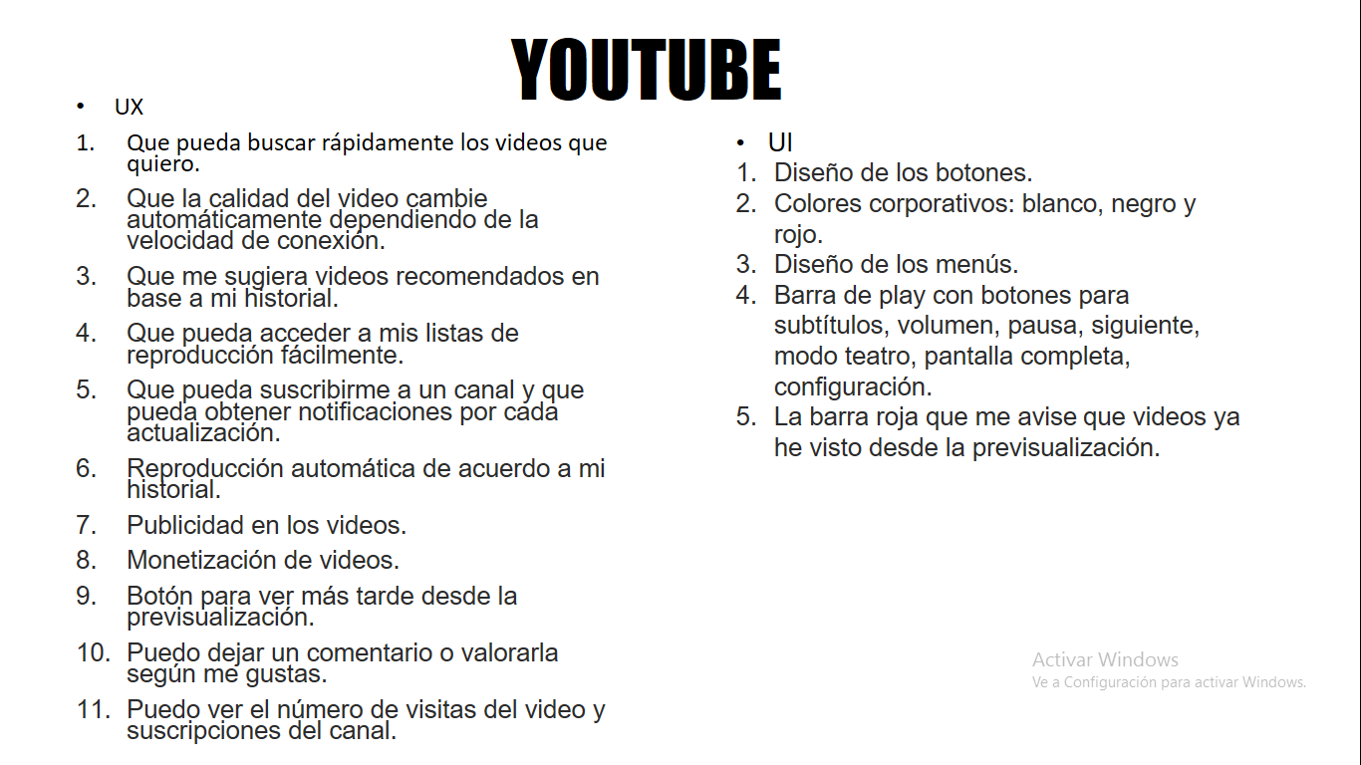 YOUTUBE
• UX
1. Que pueda buscar rápidamente los videos que
quiero.
2. Que la calidad del video cambie
automáticamente dependiendo de la
velocidad de conexión.
3. Que me sugiera videos recomendados en
base a mi historial.
4. Que pueda acceder a mis listas de
reproducción fácilmente.
5. Que pueda suscribirme a un canal y que
pueda obtener notificaciones por cada
actualización.
6. Reproducción automática de acuerdo a mi
historial.
7. Publicidad en los videos.
8. Monetización de videos.
9. Botón para ver más tarde desde la
previsualización.
10. Puedo dejar un comentario o valorarla
según me gustas.
11. Puedo ver el número de visitas del video y
suscripciones del canal.
• UI
1. Diseño de los botones.
2. Colores corporativos: blanco, negro y
rojo.
3. Diseño de los menús.
4. Barra de play con botones para
subtítulos, volumen, pausa, siguiente,
modo teatro, pantalla completa,
configuración.
5. La barra roja que me avise que videos ya
he visto desde la previsualización.
Activar Windows
Ve a Configuración para activar Windows.